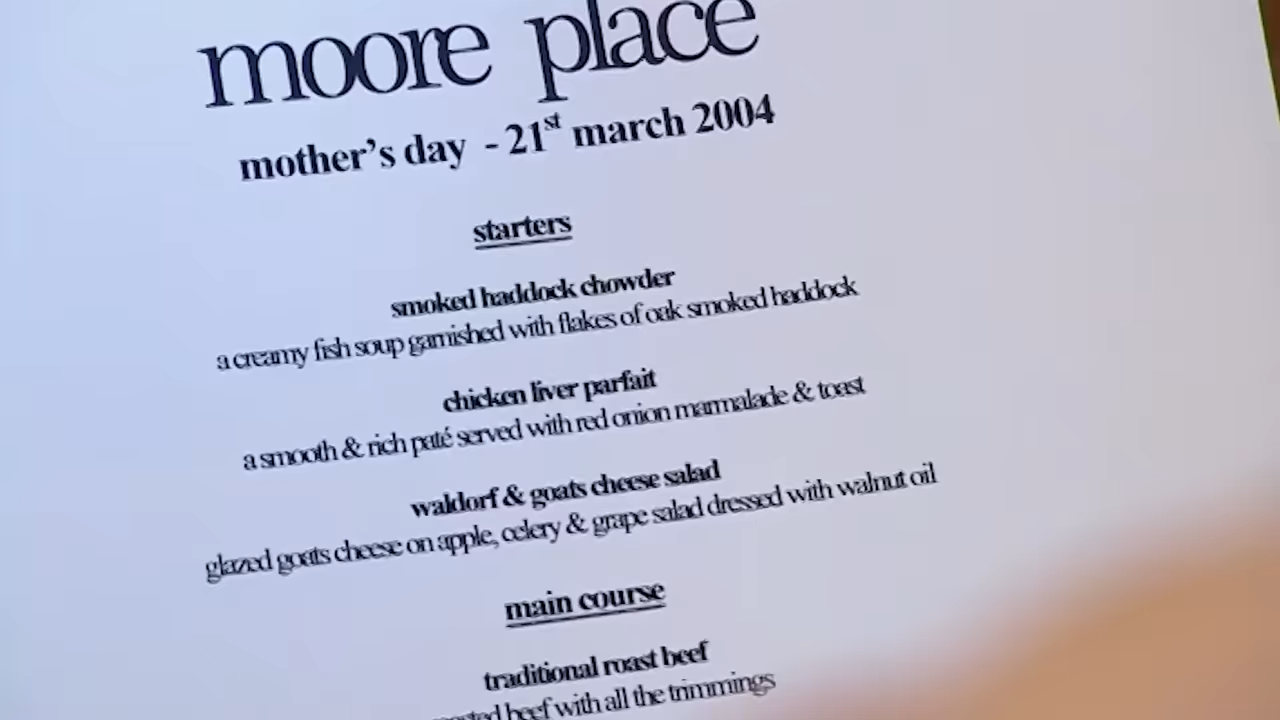 moore place
mother's day - 21st march 2004
starters
smoked haddock chowder
a creamy fish soup garnished with flakes of oak smoked haddock
chicken liver parfait
a smooth & rich paté served with red onion marmalade & toast
waldorf & goats cheese salad
glazed goats cheese on apple, celery & grape salad dressed with walnut oil
main course
traditional roast beef
beef with all the trimmings